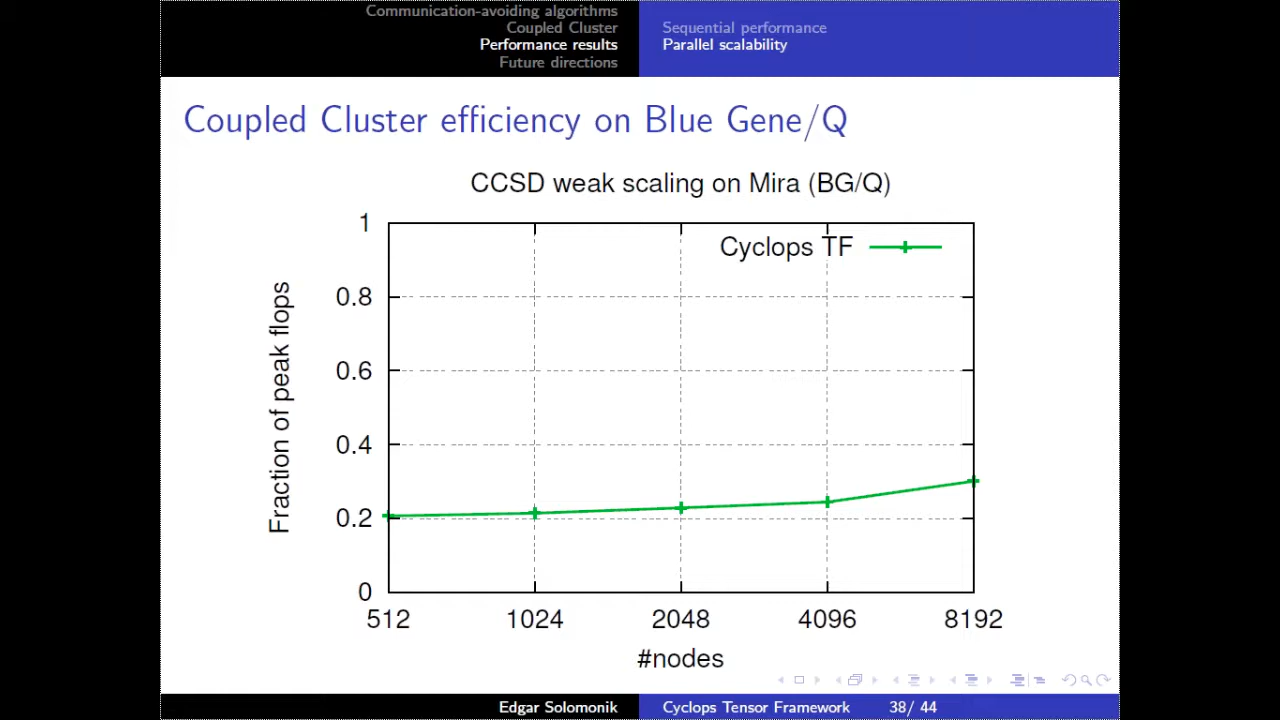 Communication-avoiding algorithms
Coupled Cluster
Performance results
Future directions
Sequential performance
Parallel scalability
Coupled Cluster efficiency on Blue Gene/Q
CCSD weak scaling on Mira (BG/Q)
Cyclops TF
Fraction of peak flops
1
0.8
0.6
0.4
0.2
0
512 1024 2048 4096 8192
#nodes
Edgar Solomonik Cyclops Tensor Framework 38/ 44